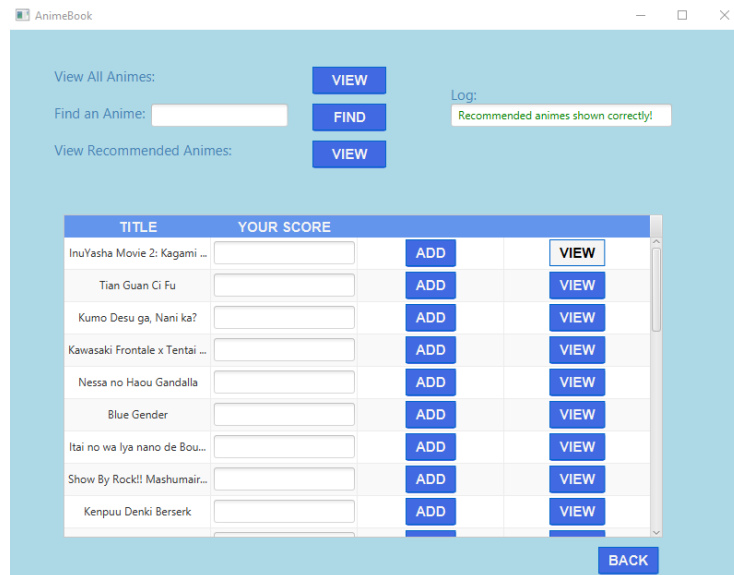 AnimeBook
View All Animes: VIEW
Log:
Find an Anime: FIND
Recommended animes shown correctly!
View Recommended Animes: VIEW
TITLE YOUR SCORE
InuYasha Movie 2: Kagami ... ADD VIEW
Tian Guan Ci Fu ADD VIEW
Kumo Desu ga, Nani ka? ADD VIEW
Kawasaki Frontale x Tentai ... ADD VIEW
Nessa no Haou Gandalla ADD VIEW
Blue Gender ADD VIEW
Itai no wa Iya nano de Bou... ADD VIEW
Show By Rock!! Mashumair... ADD VIEW
Kenpuu Denki Berserk ADD VIEW
BACK